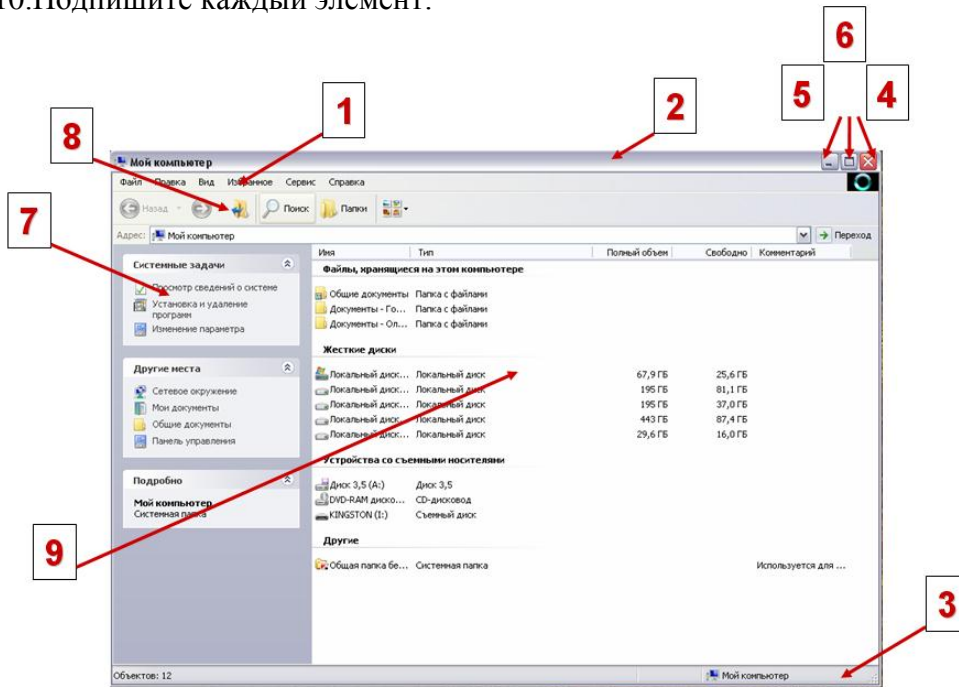 10.Подпишите каждый элемент:
6
5 4
1 2
8
Мой компьютер
Файл Правка Вид Избранное Сервис Справка
Назад Поиск Папки
7
Адрес: Мой компьютер Переход
Имя Тип Полный объем Свободно Комментарий
Системные задачи
Просмотр сведений о системе
Установка и удаление
программ
Изменение параметра
Другие места
Сетевое окружение
Мои документы
Общие документы
Панель управления
Подробно
Мой компьютер
Системная папка
Файлы, хранящиеся на этом компьютере
Общие документы Папка с файлами
Документы - Го... Папка с файлами
Документы - Ол... Папка с файлами
Жесткие диски
Локальный диск... Локальный диск 67,9 ГБ 25,6 ГБ
Локальный диск... Локальный диск 195 ГБ 81,1 ГБ
Локальный диск... Локальный диск 195 ГБ 37,0 ГБ
Локальный диск... Локальный диск 443 ГБ 87,4 ГБ
Локальный диск... Локальный диск 29,6 ГБ 16,0 ГБ
Устройства со съемными носителями
Диск 3,5 (A:) Диск 3,5
DVD-RAM диско... CD-дисковод
KINGSTON (I:) Съемный диск
Другие
Общая папка бе... Системная папка Используется для ...
9
3
Объектов: 12 Мой компьютер